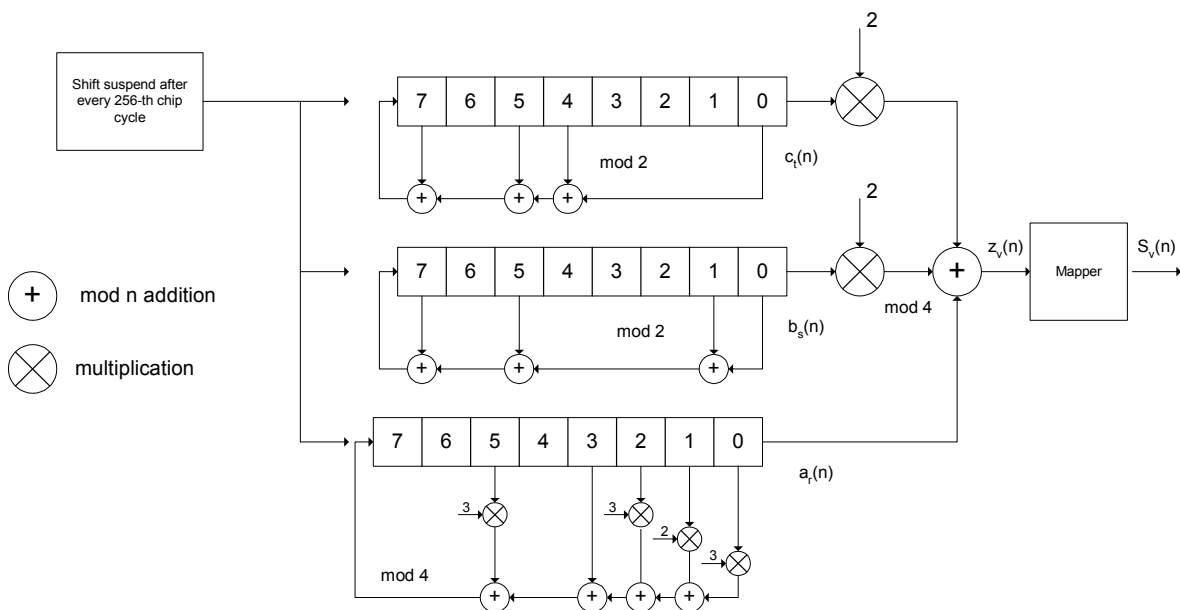 2
Shift suspend after
every 256-th chip
cycle
7 6 5 4 3 2 1 0
mod 2
c_t(n)
+ + +
2
7 6 5 4 3 2 1 0
mod 2
b_s(n)
mod 4
+
z_v(n)
Mapper
S_v(n)
+ mod n addition
+ + +
multiplication
7 6 5 4 3 2 1 0
a_r(n)
3 3
2
3
mod 4
+ + + +